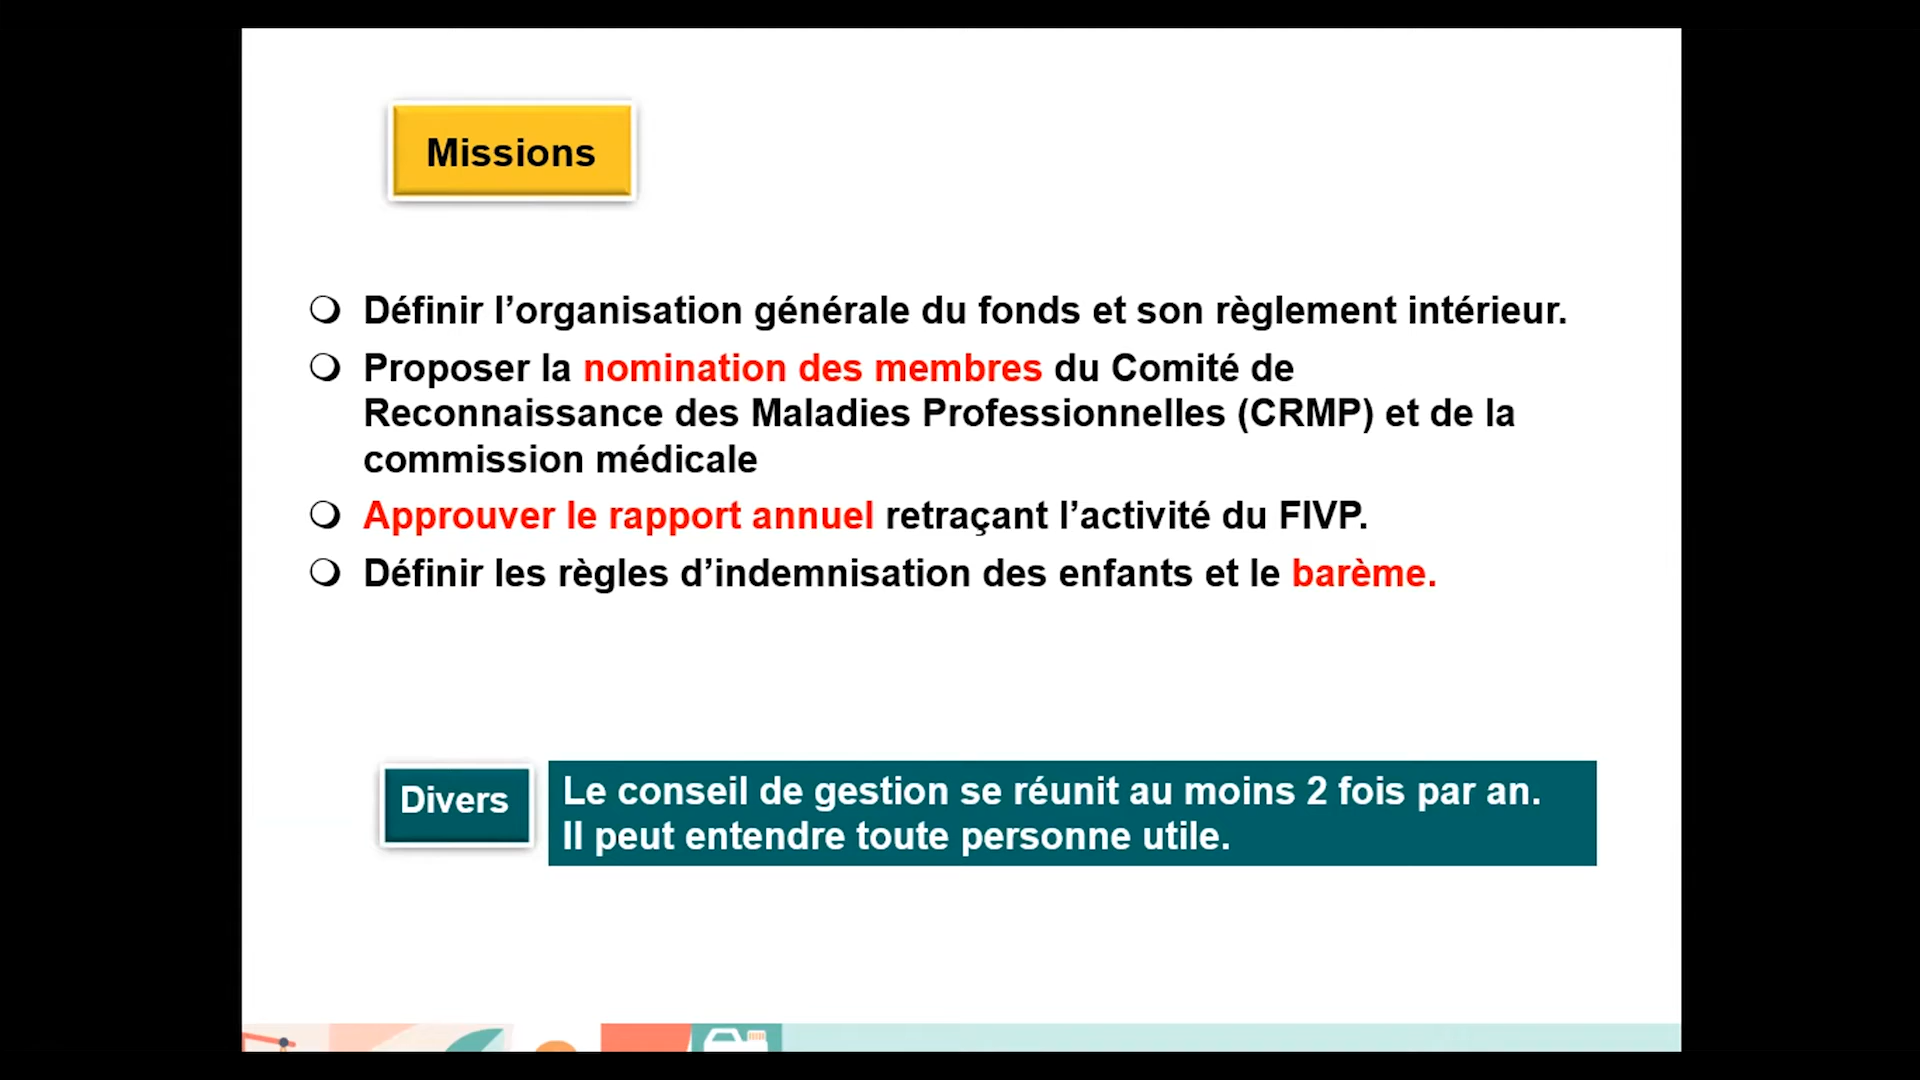 Missions
Définir l’organisation générale du fonds et son règlement intérieur.
Proposer la nomination des membres du Comité de
Reconnaissance des Maladies Professionnelles (CRMP) et de la
commission médicale
Approuver le rapport annuel retraçant l’activité du FIVP.
Définir les règles d’indemnisation des enfants et le barème.
Divers
Le conseil de gestion se réunit au moins 2 fois par an.
Il peut entendre toute personne utile.